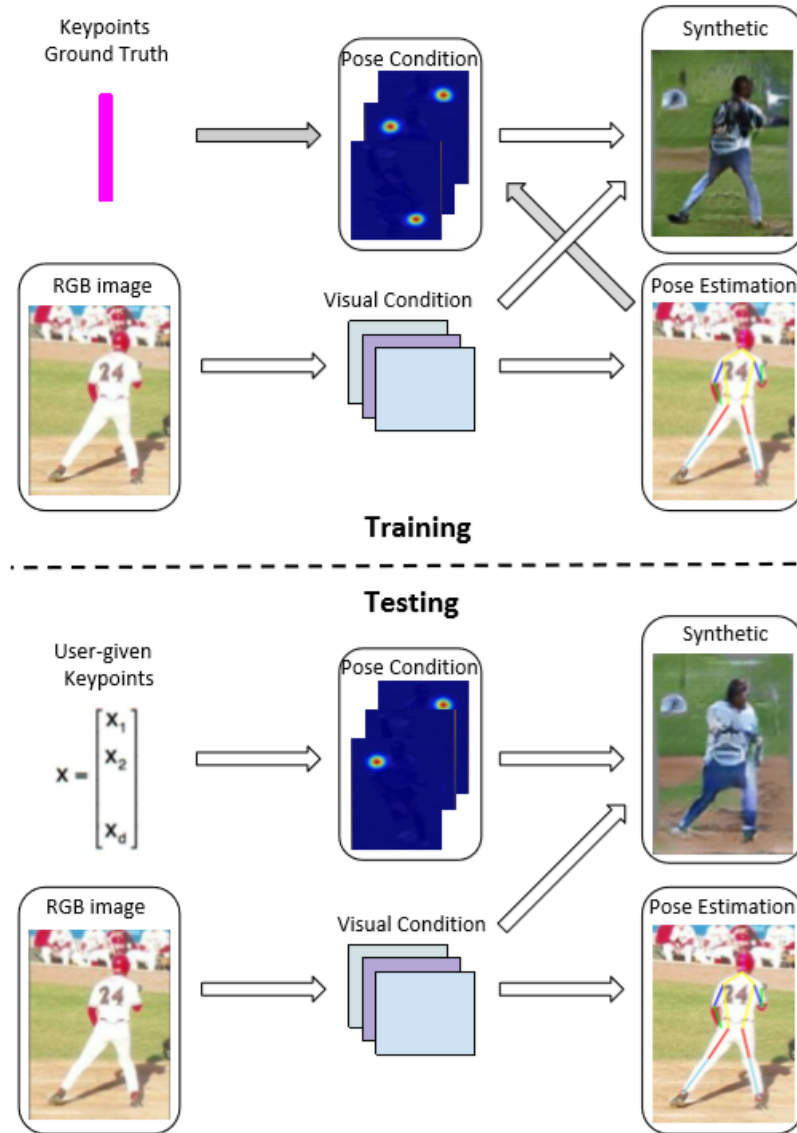 Keypoints
Ground Truth
Pose Condition
Synthetic
RGB image
24
Visual Condition
Pose Estimation
24
Training
Testing
User-given
Keypoints
Pose Condition
Synthetic
X =
X1
X2
Xd
RGB image
24
Visual Condition
Pose Estimation
24